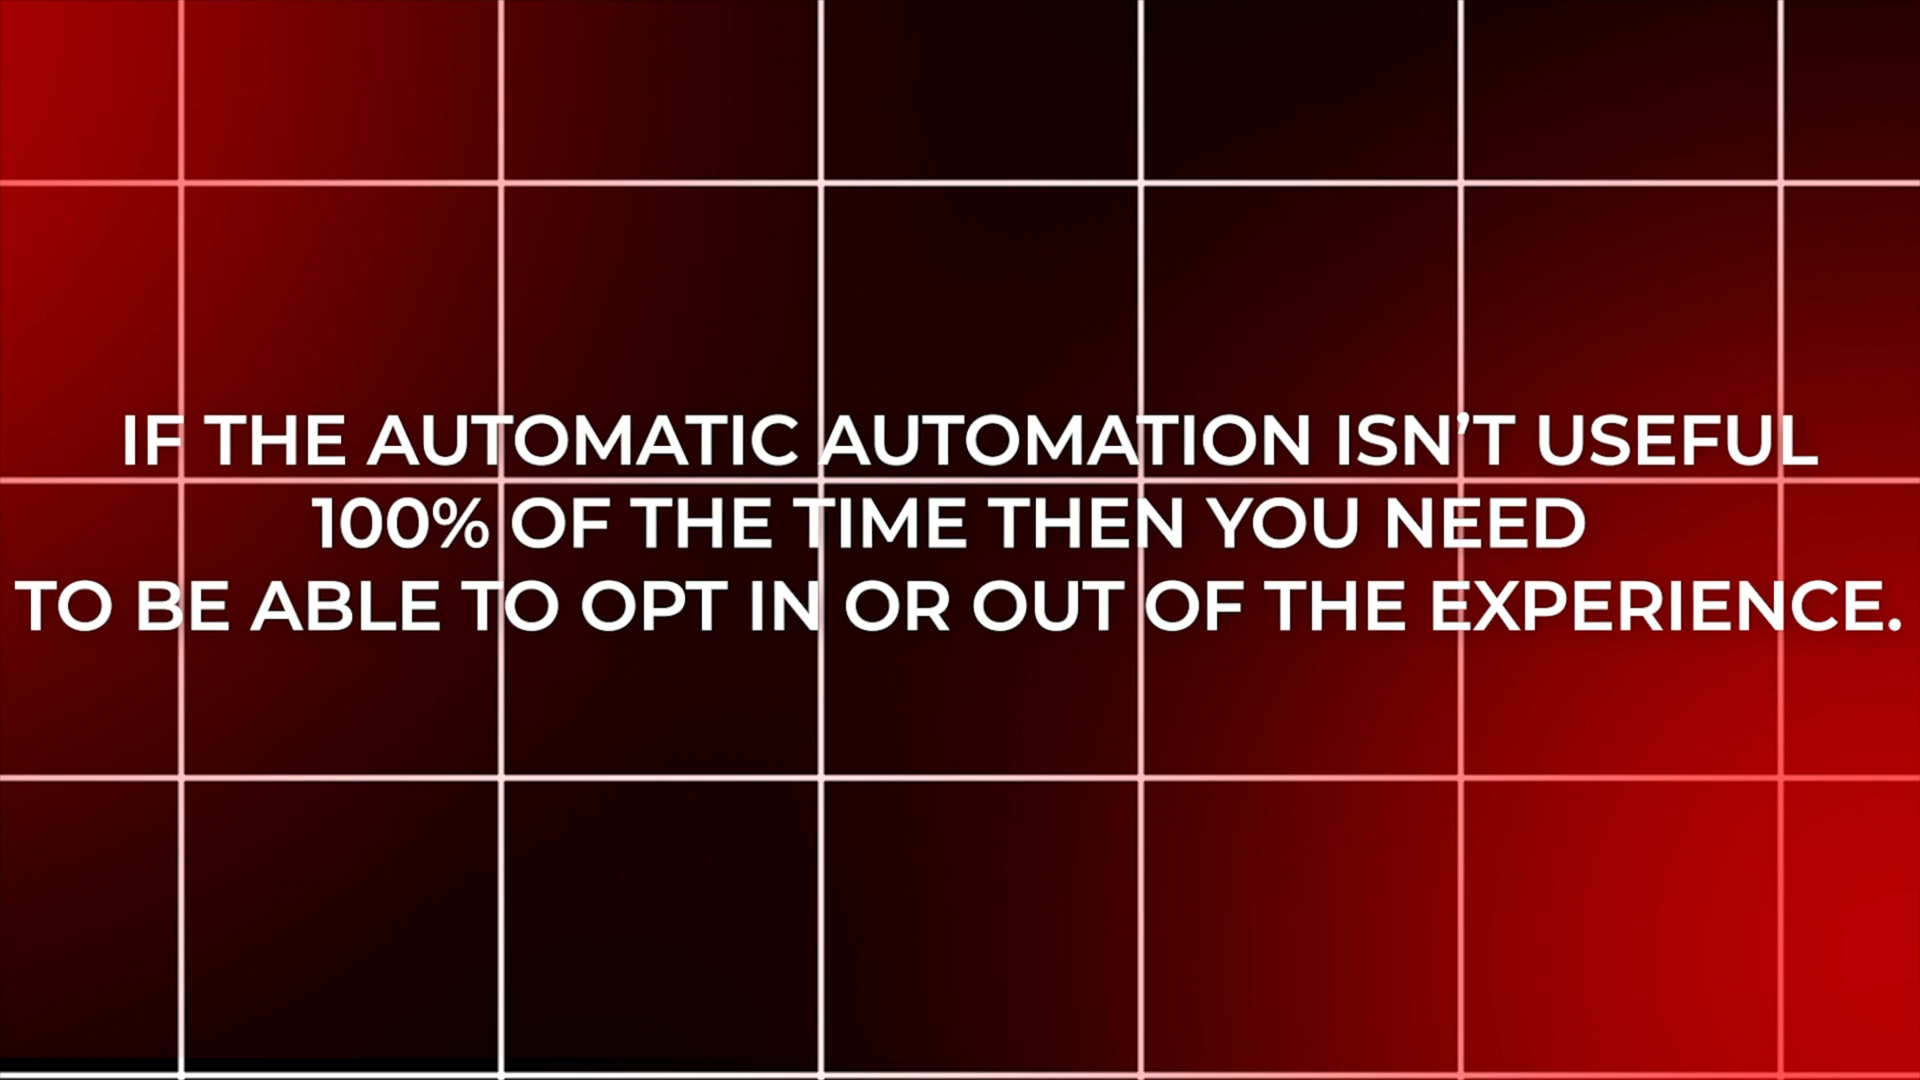 IF THE AUTOMATIC AUTOMATION ISN’T USEFUL
100% OF THE TIME THEN YOU NEED
TO BE ABLE TO OPT IN OR OUT OF THE EXPERIENCE.